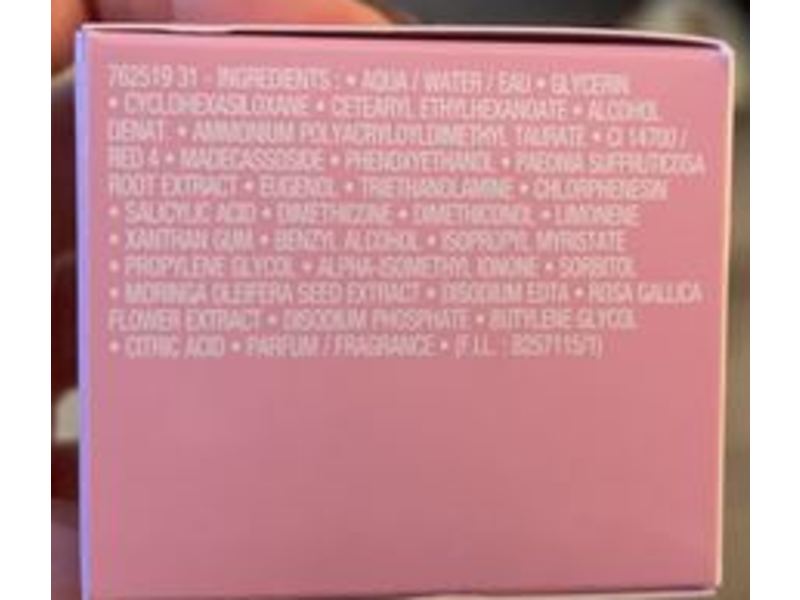 762519 31 - INGREDIENTS : • AQUA / WATER / EAU • GLYCERIN
• CYCLOHEXASILOXANE • CETEARYL ETHYLHEXANOATE • ALCOHOL
DENAT. • AMMONIUM POLYACRYLOYLDIMETHYL TAURATE • CI 14700 /
RED 4 • MADECASSOSIDE • PHENOXYETHANOL • PAEONIA SUFFRUTICOSA
ROOT EXTRACT • EUGENOL • TRIETHANOLAMINE • CHLORPHENESIN
• SALICYLIC ACID • DIMETHICONE • DIMETHICONOL • LIMONENE
• XANTHAN GUM • BENZYL ALCOHOL • ISOPROPYL MYRISTATE
• PROPYLENE GLYCOL • ALPHA-ISOMETHYL IONONE • SORBITOL
• MORINGA OLEIFERA SEED EXTRACT • DISODIUM EDTA • ROSA GALLICA
FLOWER EXTRACT • DISODIUM PHOSPHATE • BUTYLENE GLYCOL
• CITRIC ACID • PARFUM / FRAGRANCE • (F.I.L. : B257115/1)